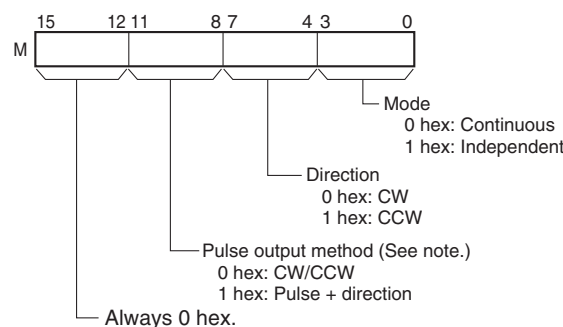 15 12 11 8 7 4 3 0
M
Mode
0 hex: Continuous
1 hex: Independent
Direction
0 hex: CW
1 hex: CCW
Pulse output method (See note.)
0 hex: CW/CCW
1 hex: Pulse + direction
Always 0 hex.